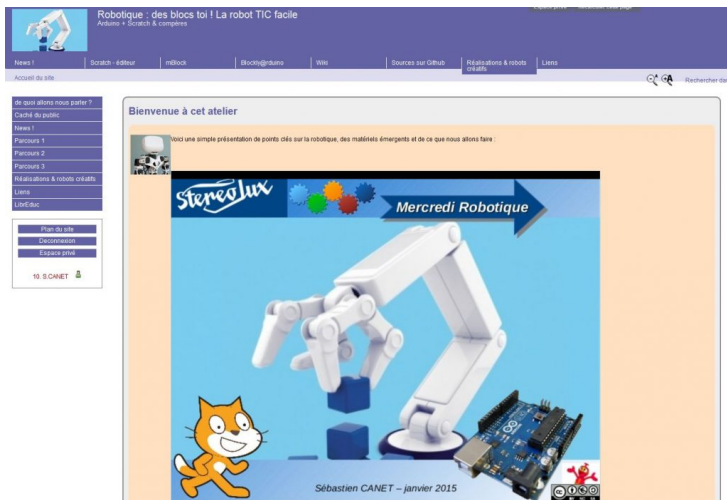 Robotique : des blocs toi ! La robot TIC facile
Arduino + Scratch & compères
News !
Scratch - éditeur
mBlock
Blockly@rduino
Wiki
Sources sur Github
Réalisations & robots
créatifs
Liens
Accueil du site
Rechercher da
de quoi allons nous parler ?
Caché du public
News !
Parcours 1
Parcours 2
Parcours 3
Réalisations & robots créatifs
Liens
LibrEduc
Plan du site
Deconnexion
Espace privé
10. S.CANET
Bienvenue à cet atelier
Voici une simple présentation de points clés sur la robotique, des matériels émergents et de ce que nous allons faire :
Stereolux
Mercredi Robotique
Sébastien CANET – janvier 2015